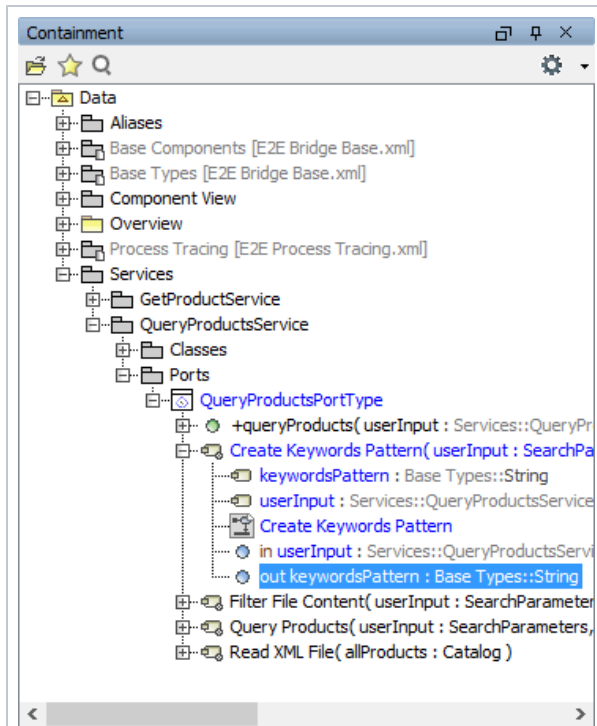 Containment
Data
Aliases
Base Components [E2E Bridge Base.xml]
Base Types [E2E Bridge Base.xml]
Component View
Overview
Process Tracing [E2E Process Tracing.xml]
Services
GetProductService
QueryProductsService
Classes
Ports
QueryProductsPortType
+queryProducts( userInput : Services::QueryPr
Create Keywords Pattern( userInput : SearchPa
keywordsPattern : Base Types::String
userInput : Services::QueryProductsService
Create Keywords Pattern
in userInput : Services::QueryProductsServi
out keywordsPattern : Base Types::String
Filter File Content( userInput : SearchParameter
Query Products( userInput : SearchParameters,
Read XML File( allProducts : Catalog )